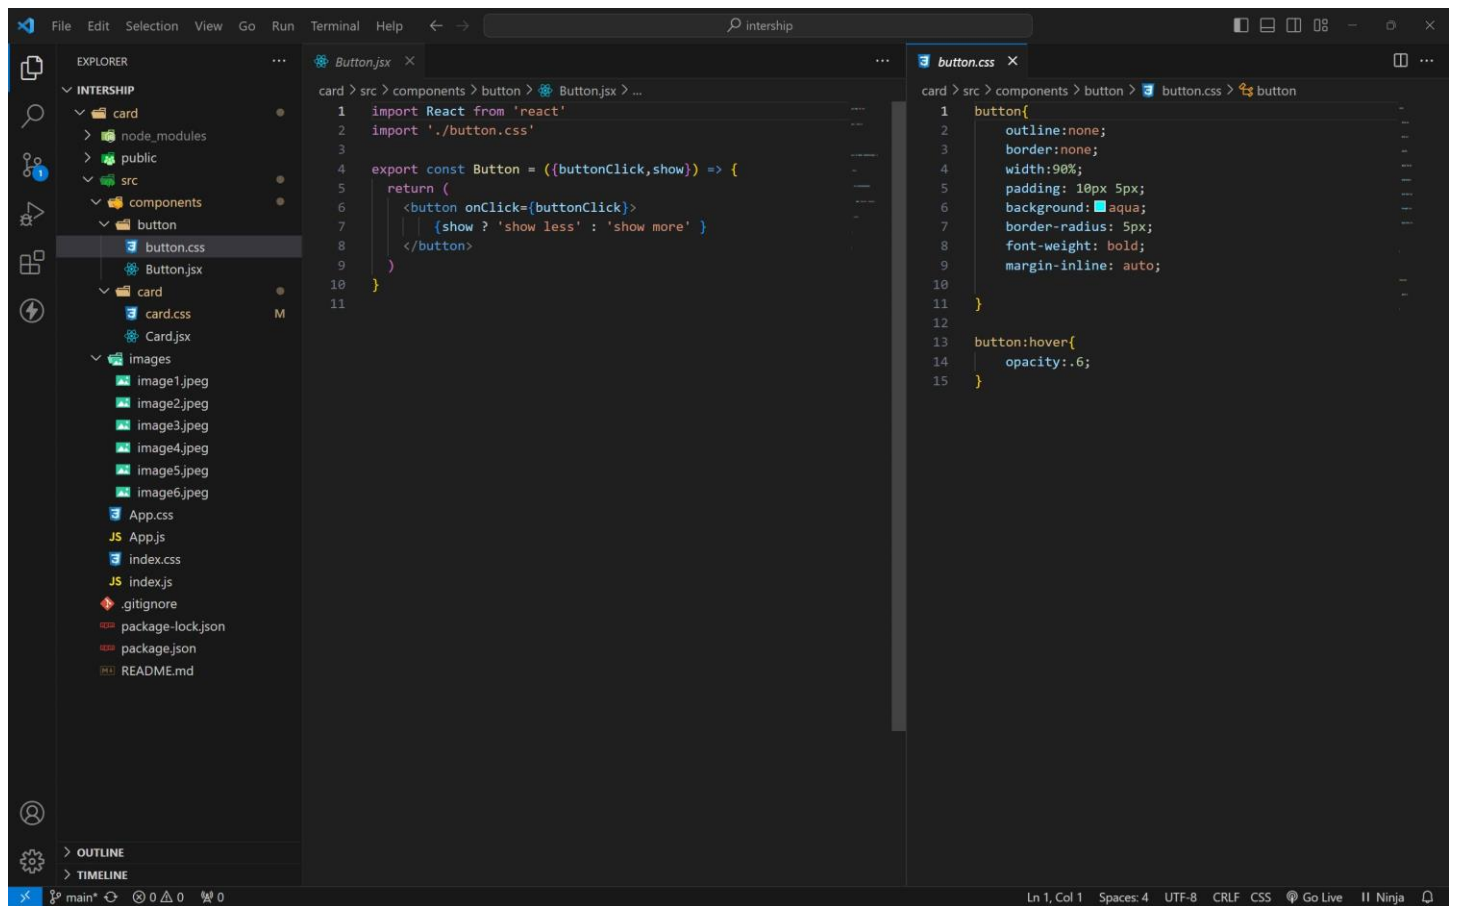 File Edit Selection View Go Run Terminal Help
intership
EXPLORER
INTERSHIP
card
node_modules
public
src
components
button
button.css
Button.jsx
card
card.css M
Card.jsx
images
image1.jpeg
image2.jpeg
image3.jpeg
image4.jpeg
image5.jpeg
image6.jpeg
App.css
JS App.js
index.css
JS index.js
.gitignore
package-lock.json
package.json
README.md
OUTLINE
TIMELINE
Button.jsx
card > src > components > button > Button.jsx > ...
1 import React from 'react'
2 import './button.css'
3
4 export const Button = ({buttonClick,show}) => {
5 return (
6 <button onClick={buttonClick}>
7 {show ? 'show less' : 'show more' }
8 </button>
9 )
10 }
11
button.css
card > src > components > button > button.css > button
1 button{
2 outline:none;
3 border:none;
4 width:90%;
5 padding: 10px 5px;
6 background: aqua;
7 border-radius: 5px;
8 font-weight: bold;
9 margin-inline: auto;
10
11 }
12
13 button:hover{
14 opacity:.6;
15 }
1
main* 0 0 0
Ln 1, Col 1 Spaces: 4 UTF-8 CRLF CSS Go Live Ninja